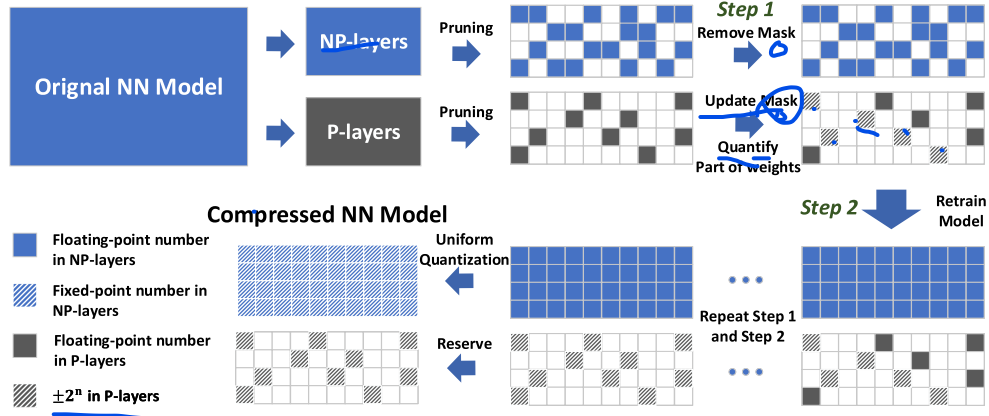 Orignal NN Model
NP-layers
P-layers
Pruning
Pruning
Step 1
Remove Mask
Update Mask
Quantify
Part of weights
Step 2
Retrain
Model
Compressed NN Model
Floating-point number
in NP-layers
Fixed-point number in
NP-layers
Floating-point number
in P-layers
±2ⁿ in P-layers
Uniform
Quantization
Reserve
Repeat Step 1
and Step 2